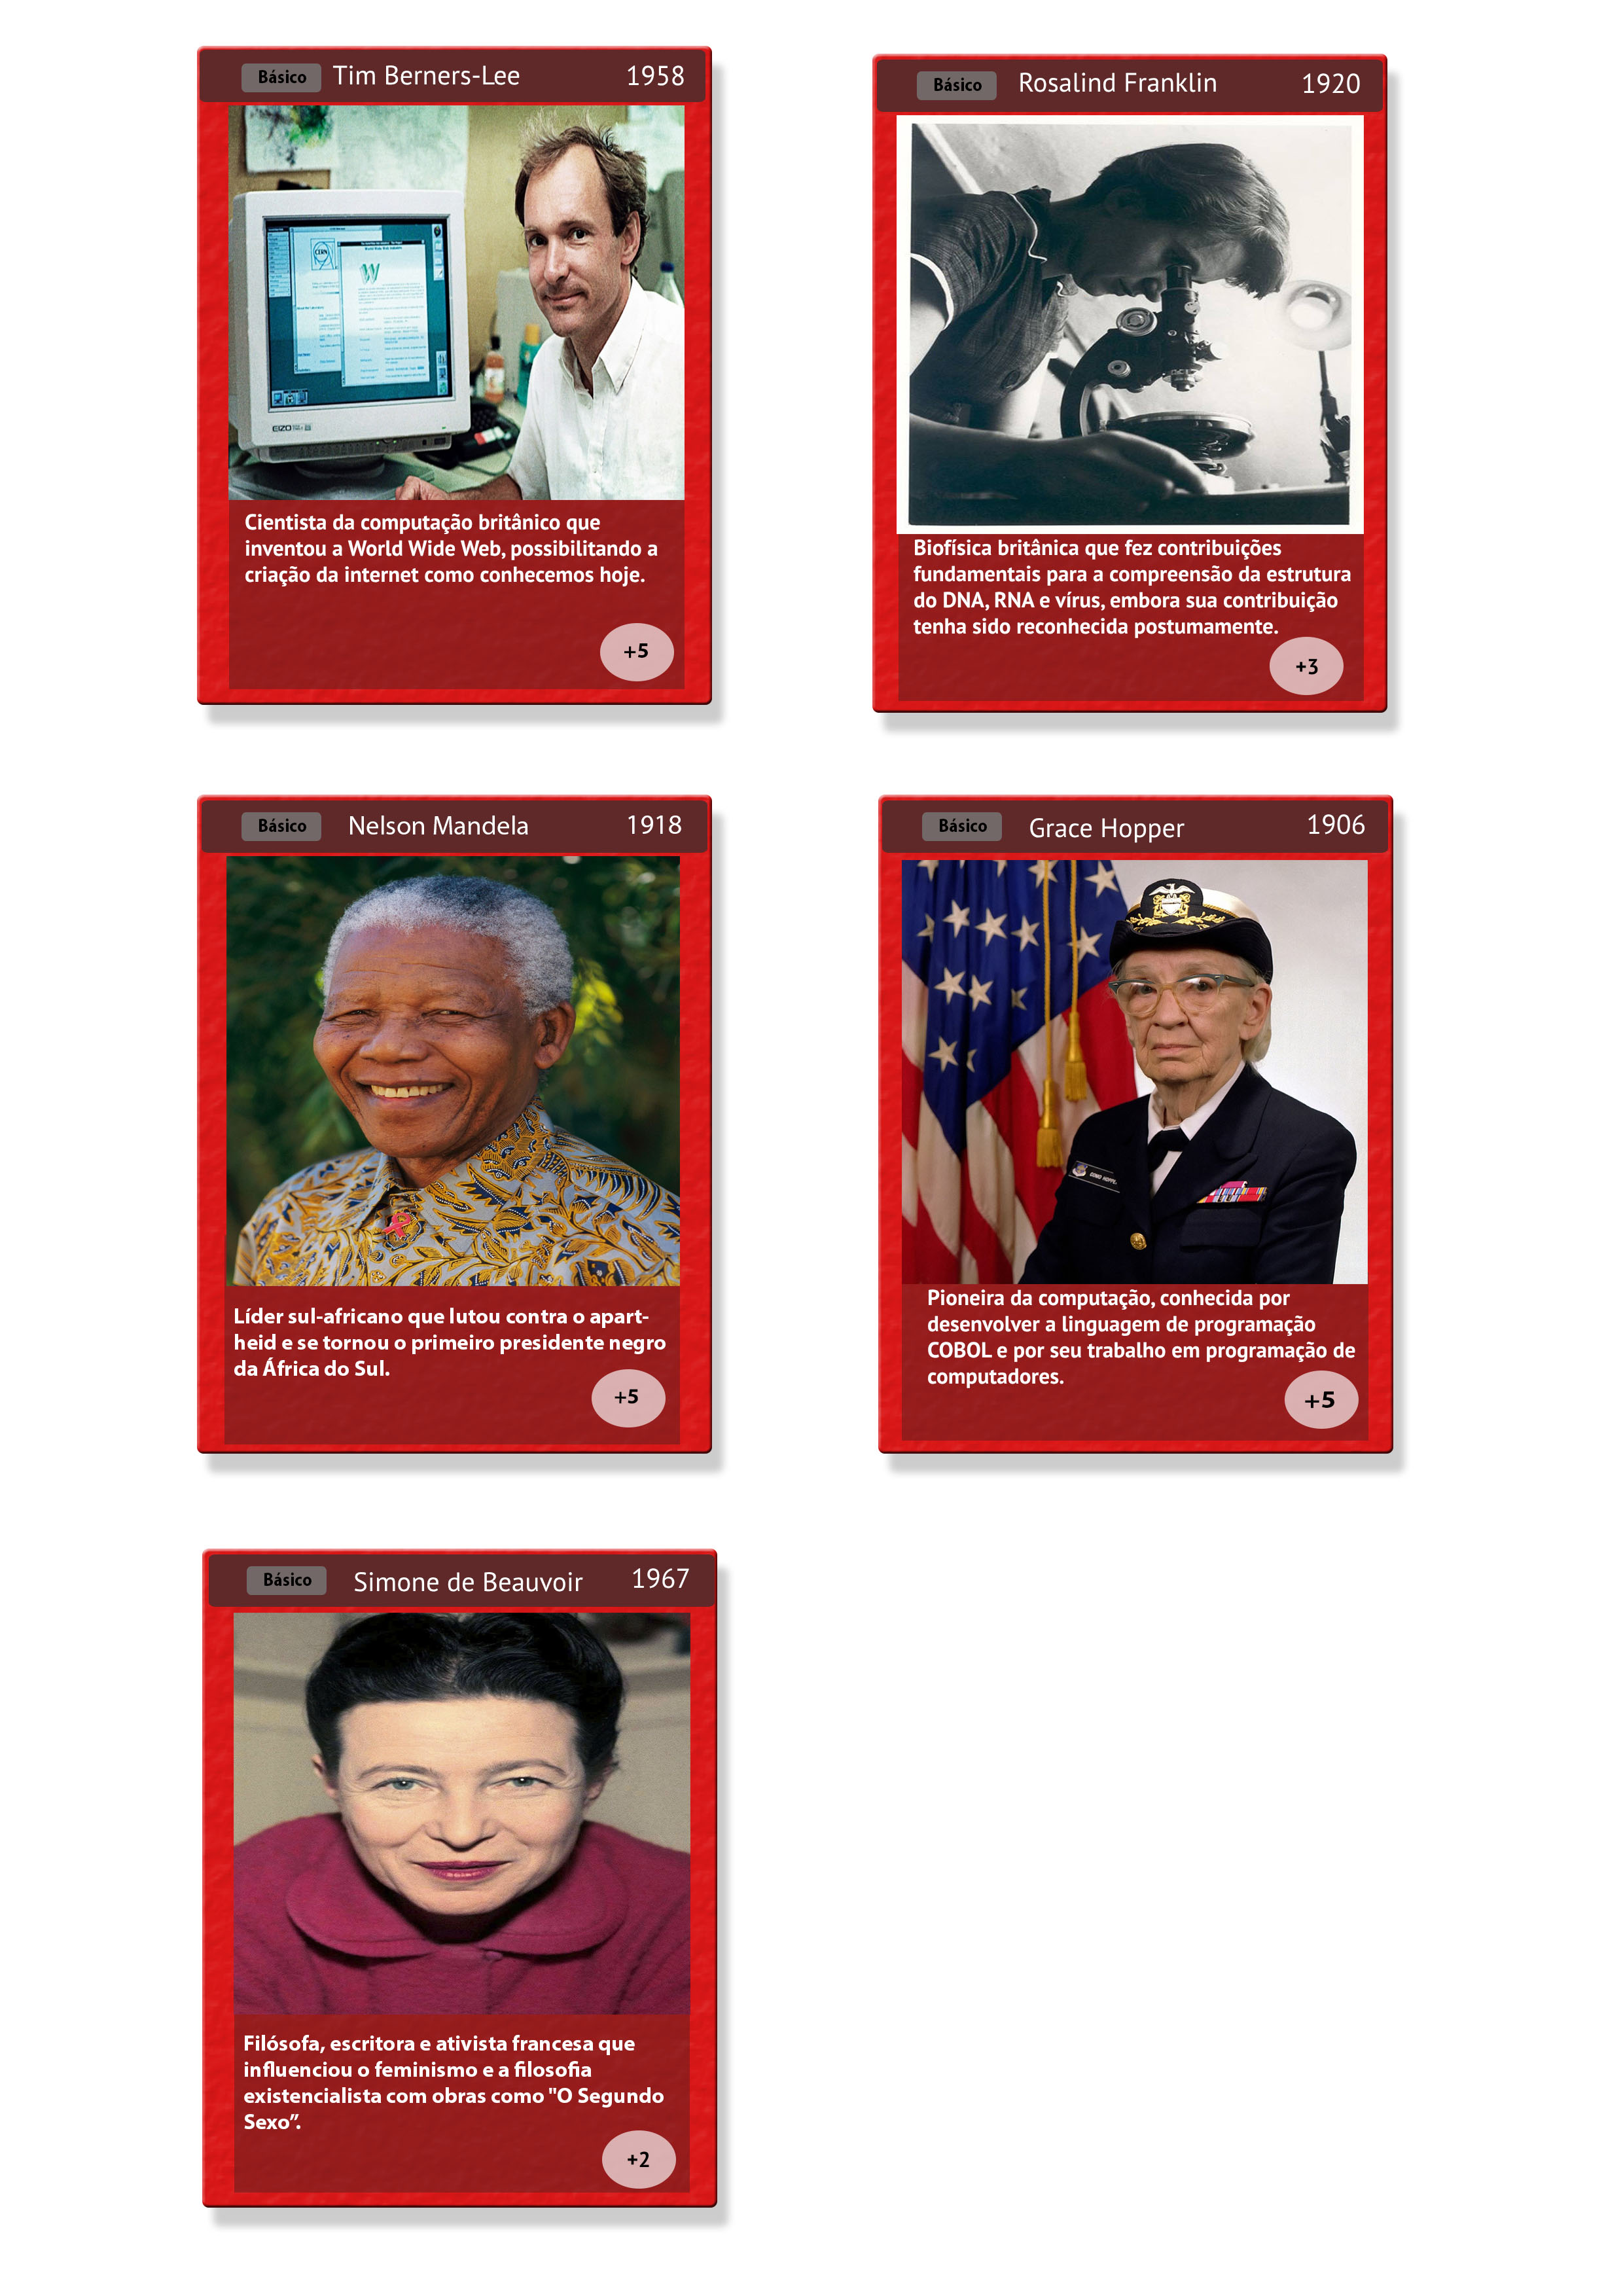 Básico Tim Berners-Lee 1958
CERN
W
EIZO
Cientista da computação britânico que
inventou a World Wide Web, possibilitando a
criação da internet como conhecemos hoje.
+5
Básico Rosalind Franklin 1920
Biofísica britânica que fez contribuições
fundamentais para a compreensão da estrutura
do DNA, RNA e vírus, embora sua contribuição
tenha sido reconhecida postumamente.
+3
Básico Nelson Mandela 1918
Líder sul-africano que lutou contra o apart-
heid e se tornou o primeiro presidente negro
da África do Sul.
+5
Básico Grace Hopper 1906
Pioneira da computação, conhecida por
desenvolver a linguagem de programação
COBOL e por seu trabalho em programação de
computadores.
+5
Básico Simone de Beauvoir 1967
Filósofa, escritora e ativista francesa que
influenciou o feminismo e a filosofia
existencialista com obras como "O Segundo
Sexo”.
+2